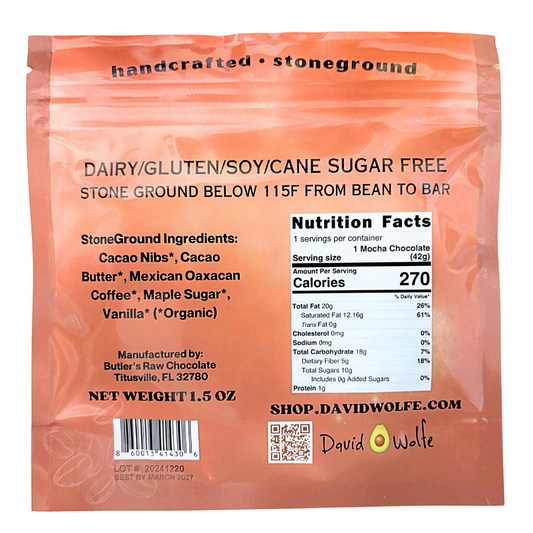 handcrafted • stoneground
DAIRY/GLUTEN/SOY/CANE SUGAR FREE
STONE GROUND BELOW 115F FROM BEAN TO BAR
StoneGround Ingredients:
Cacao Nibs*, Cacao
Butter*, Mexican Oaxacan
Coffee*, Maple Sugar*,
Vanilla* (*Organic)
Manufactured by:
Butler's Raw Chocolate
Titusville, FL 32780
NET WEIGHT 1.5 OZ
8 60013 41430 6
LOT #: 20241220
BEST BY MARCH 2027
Nutrition Facts
1 servings per container
1 Mocha Chocolate
Serving size (42g)
Amount Per Serving
Calories 270
% Daily Value*
Total Fat 20g 26%
Saturated Fat 12.16g 61%
Trans Fat 0g
Cholesterol 0mg 0%
Sodium 0mg 0%
Total Carbohydrate 18g 7%
Dietary Fiber 5g 18%
Total Sugars 10g
Includes 0g Added Sugars 0%
Protein 1g
SHOP.DAVIDWOLFE.COM
David Wolfe